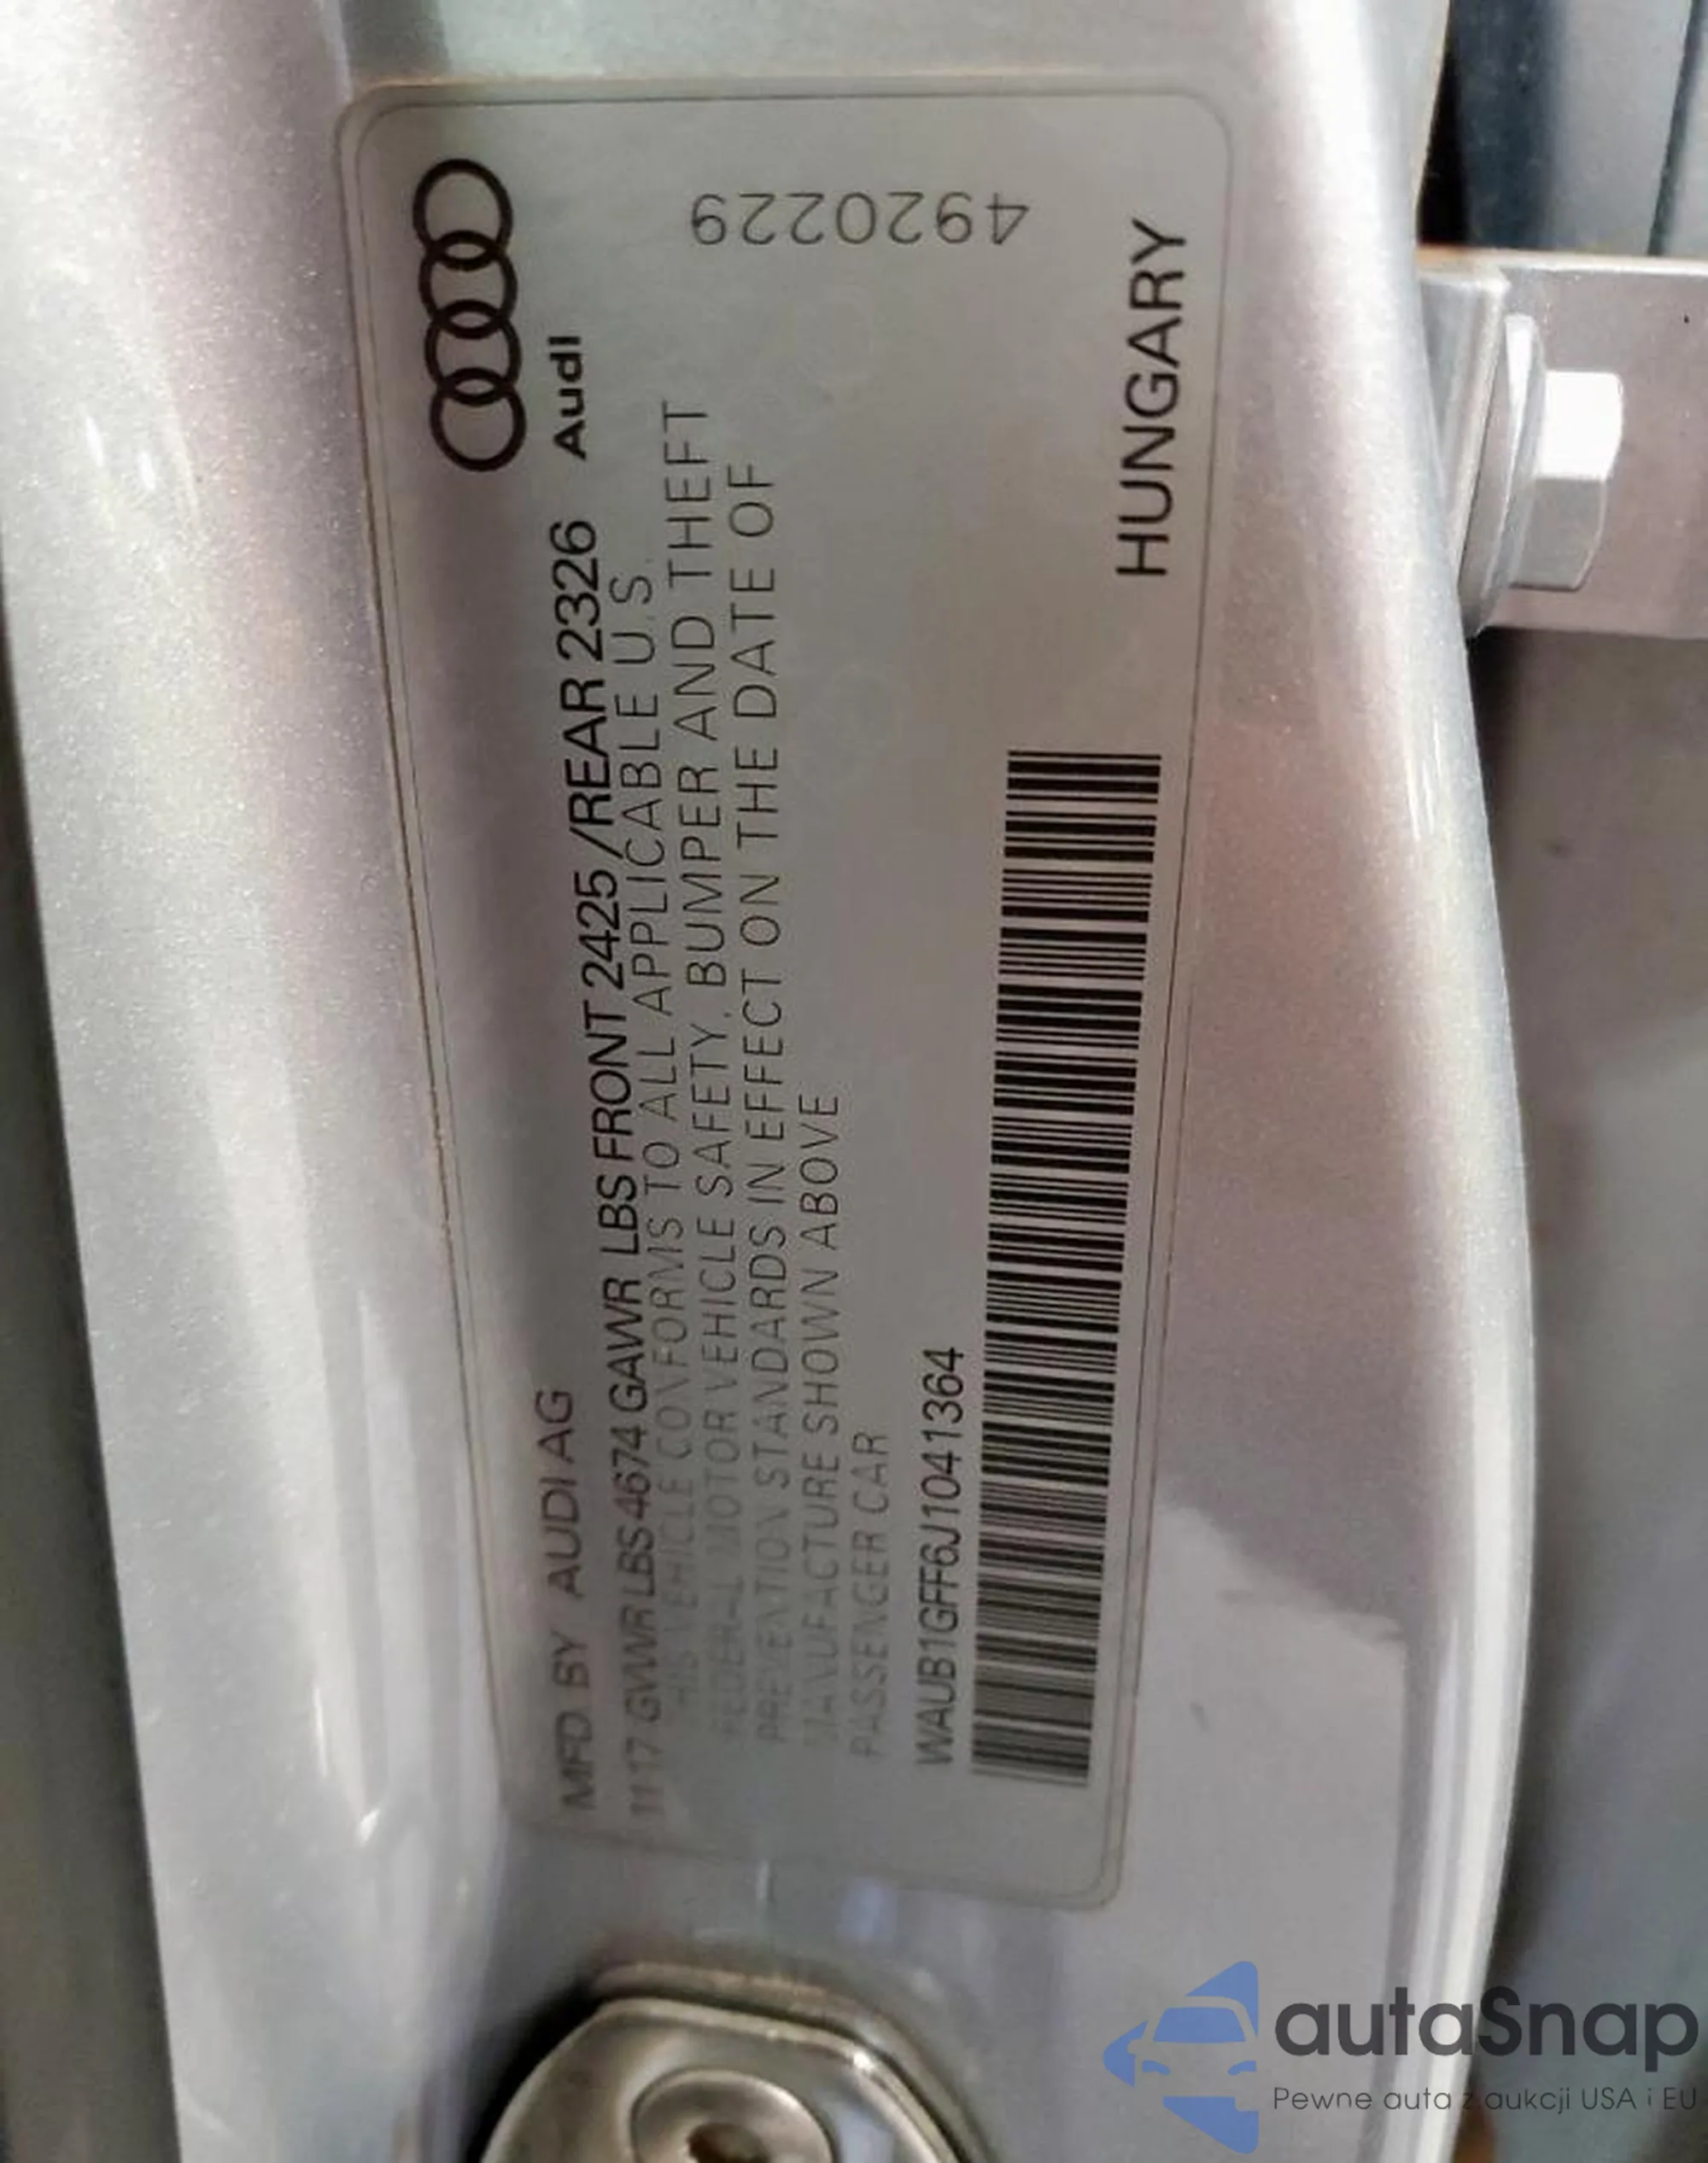 MFD BY AUDI AG
11 17 GVWR LBS 4674 GAWR LBS FRONT 2425/REAR 2326
Audi
THIS VEHICLE CONFORMS TO ALL APPLICABLE U.S.
FEDERAL MOTOR VEHICLE SAFETY, BUMPER AND THEFT
PREVENTION STANDARDS IN EFFECT ON THE DATE OF
MANUFACTURE SHOWN ABOVE
PASSENGER CAR
WAUB1GFF6J1041364
HUNGARY
4920229
autaSnap
Pewne auta z aukcji USA i EU